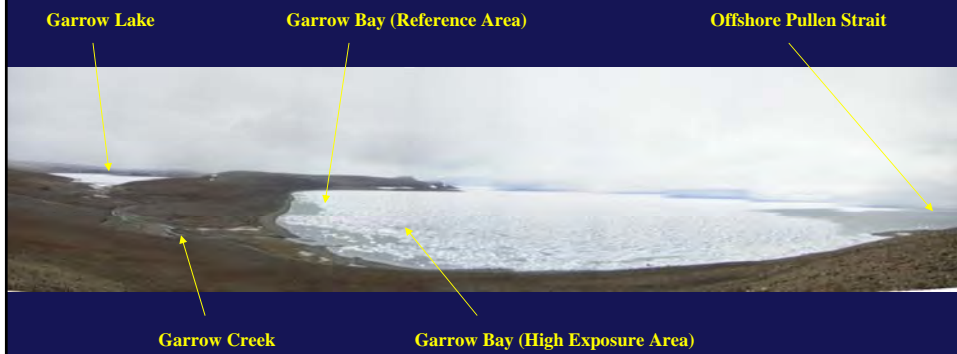 Garrow Lake
Garrow Bay (Reference Area)
Offshore Pullen Strait
Garrow Creek
Garrow Bay (High Exposure Area)